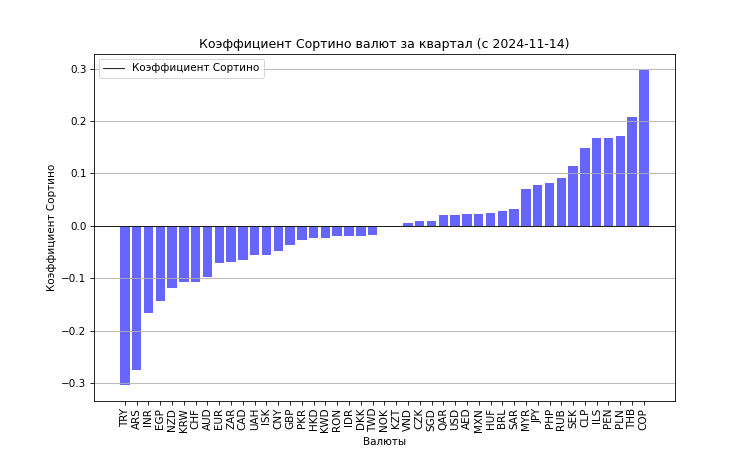 Коэффициент Сортино валют за квартал (с 2024-11-14)
Коэффициент Сортино
Коэффициент Сортино
0.3
0.2
0.1
0.0
−0.1
−0.2
−0.3
TRY ARS INR EGP NZD KRW CHF AUD EUR ZAR CAD UAH ISK CNY GBP PKR HKD KWD RON IDR DKK TWD NOK KZT VND CZK SGD QAR USD AED MXN HUF BRL SAR MYR JPY PHP RUB SEK CLP ILS PEN PLN THB COP
Валюты